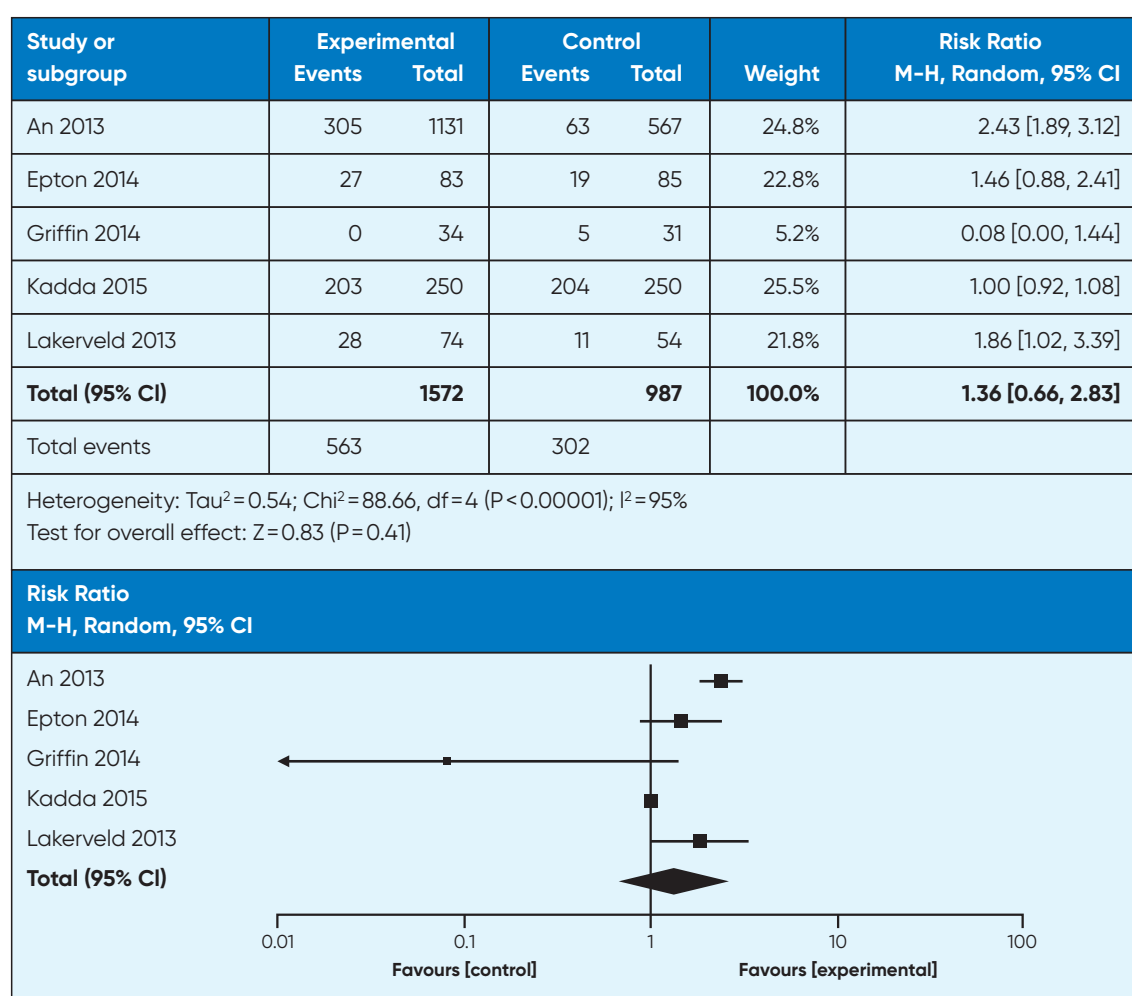 Study or subgroup Experimental Control Weight Risk Ratio M-H, Random, 95% CI
Events Total Events Total
An 2013 305 1131 63 567 24.8% 2.43 [1.89, 3.12]
Epton 2014 27 83 19 85 22.8% 1.46 [0.88, 2.41]
Griffin 2014 0 34 5 31 5.2% 0.08 [0.00, 1.44]
Kadda 2015 203 250 204 250 25.5% 1.00 [0.92, 1.08]
Lakerveld 2013 28 74 11 54 21.8% 1.86 [1.02, 3.39]
Total (95% CI) 1572 987 100.0% 1.36 [0.66, 2.83]
Total events 563 302
Heterogeneity: Tau²=0.54; Chi²=88.66, df=4 (P<0.00001); I²=95%
Test for overall effect: Z=0.83 (P=0.41)
Risk Ratio
M-H, Random, 95% CI
An 2013
Epton 2014
Griffin 2014
Kadda 2015
Lakerveld 2013
Total (95% CI)
0.01 0.1 1 10 100
Favours [control] Favours [experimental]